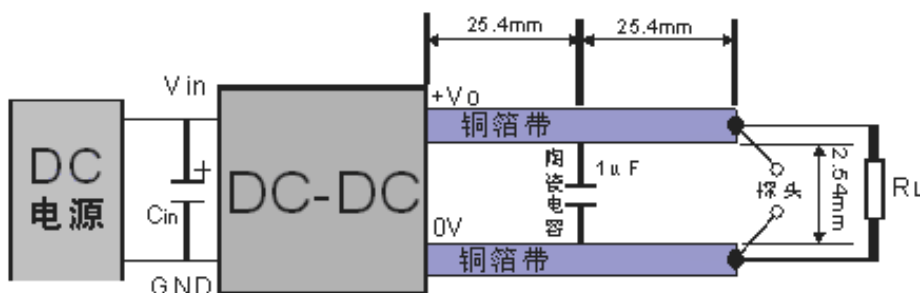 25.4mm 25.4mm
Vin
+Vo
铜箔带
DC
电源
+
Cin
DC-DC
陶瓷电容
1uF
探头
2.54mm
RL
0V
铜箔带
GND